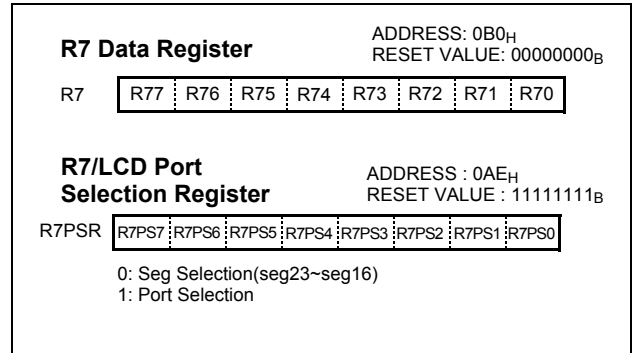 R7 Data Register
ADDRESS: 0B0H
RESET VALUE: 00000000B
R7 R77 R76 R75 R74 R73 R72 R71 R70
R7/LCD Port
Selection Register
ADDRESS : 0AEH
RESET VALUE : 11111111B
R7PSR R7PS7 R7PS6 R7PS5 R7PS4 R7PS3 R7PS2 R7PS1 R7PS0
0: Seg Selection(seg23~seg16)
1: Port Selection